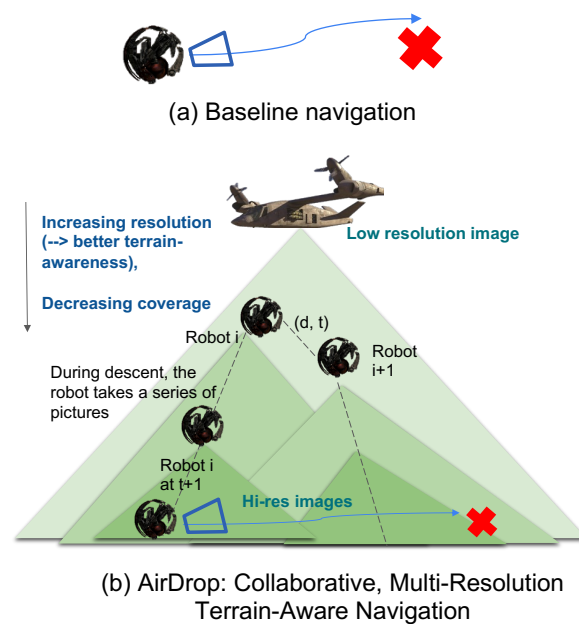 (a) Baseline navigation
Increasing resolution
(--> better terrain-
awareness),
Decreasing coverage
Low resolution image
Robot i
(d, t)
Robot
i+1
During descent, the
robot takes a series of
pictures
Robot i
at t+1
Hi-res images
(b) AirDrop: Collaborative, Multi-Resolution
Terrain-Aware Navigation